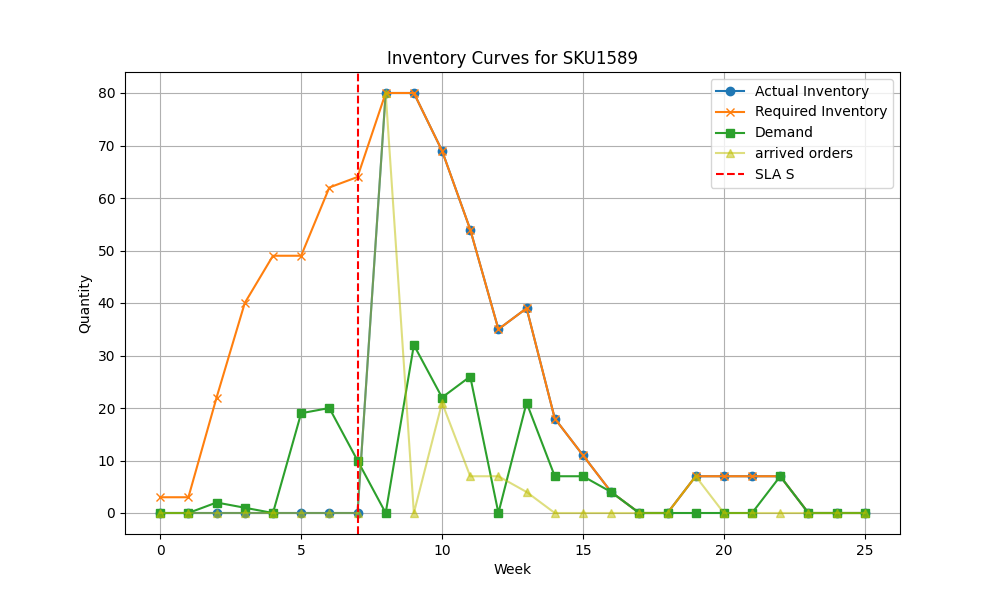 Inventory Curves for SKU1589
Actual Inventory
Required Inventory
Demand
arrived orders
SLA S
80
70
60
50
40
30
20
10
0
Quantity
0 5 10 15 20 25
Week